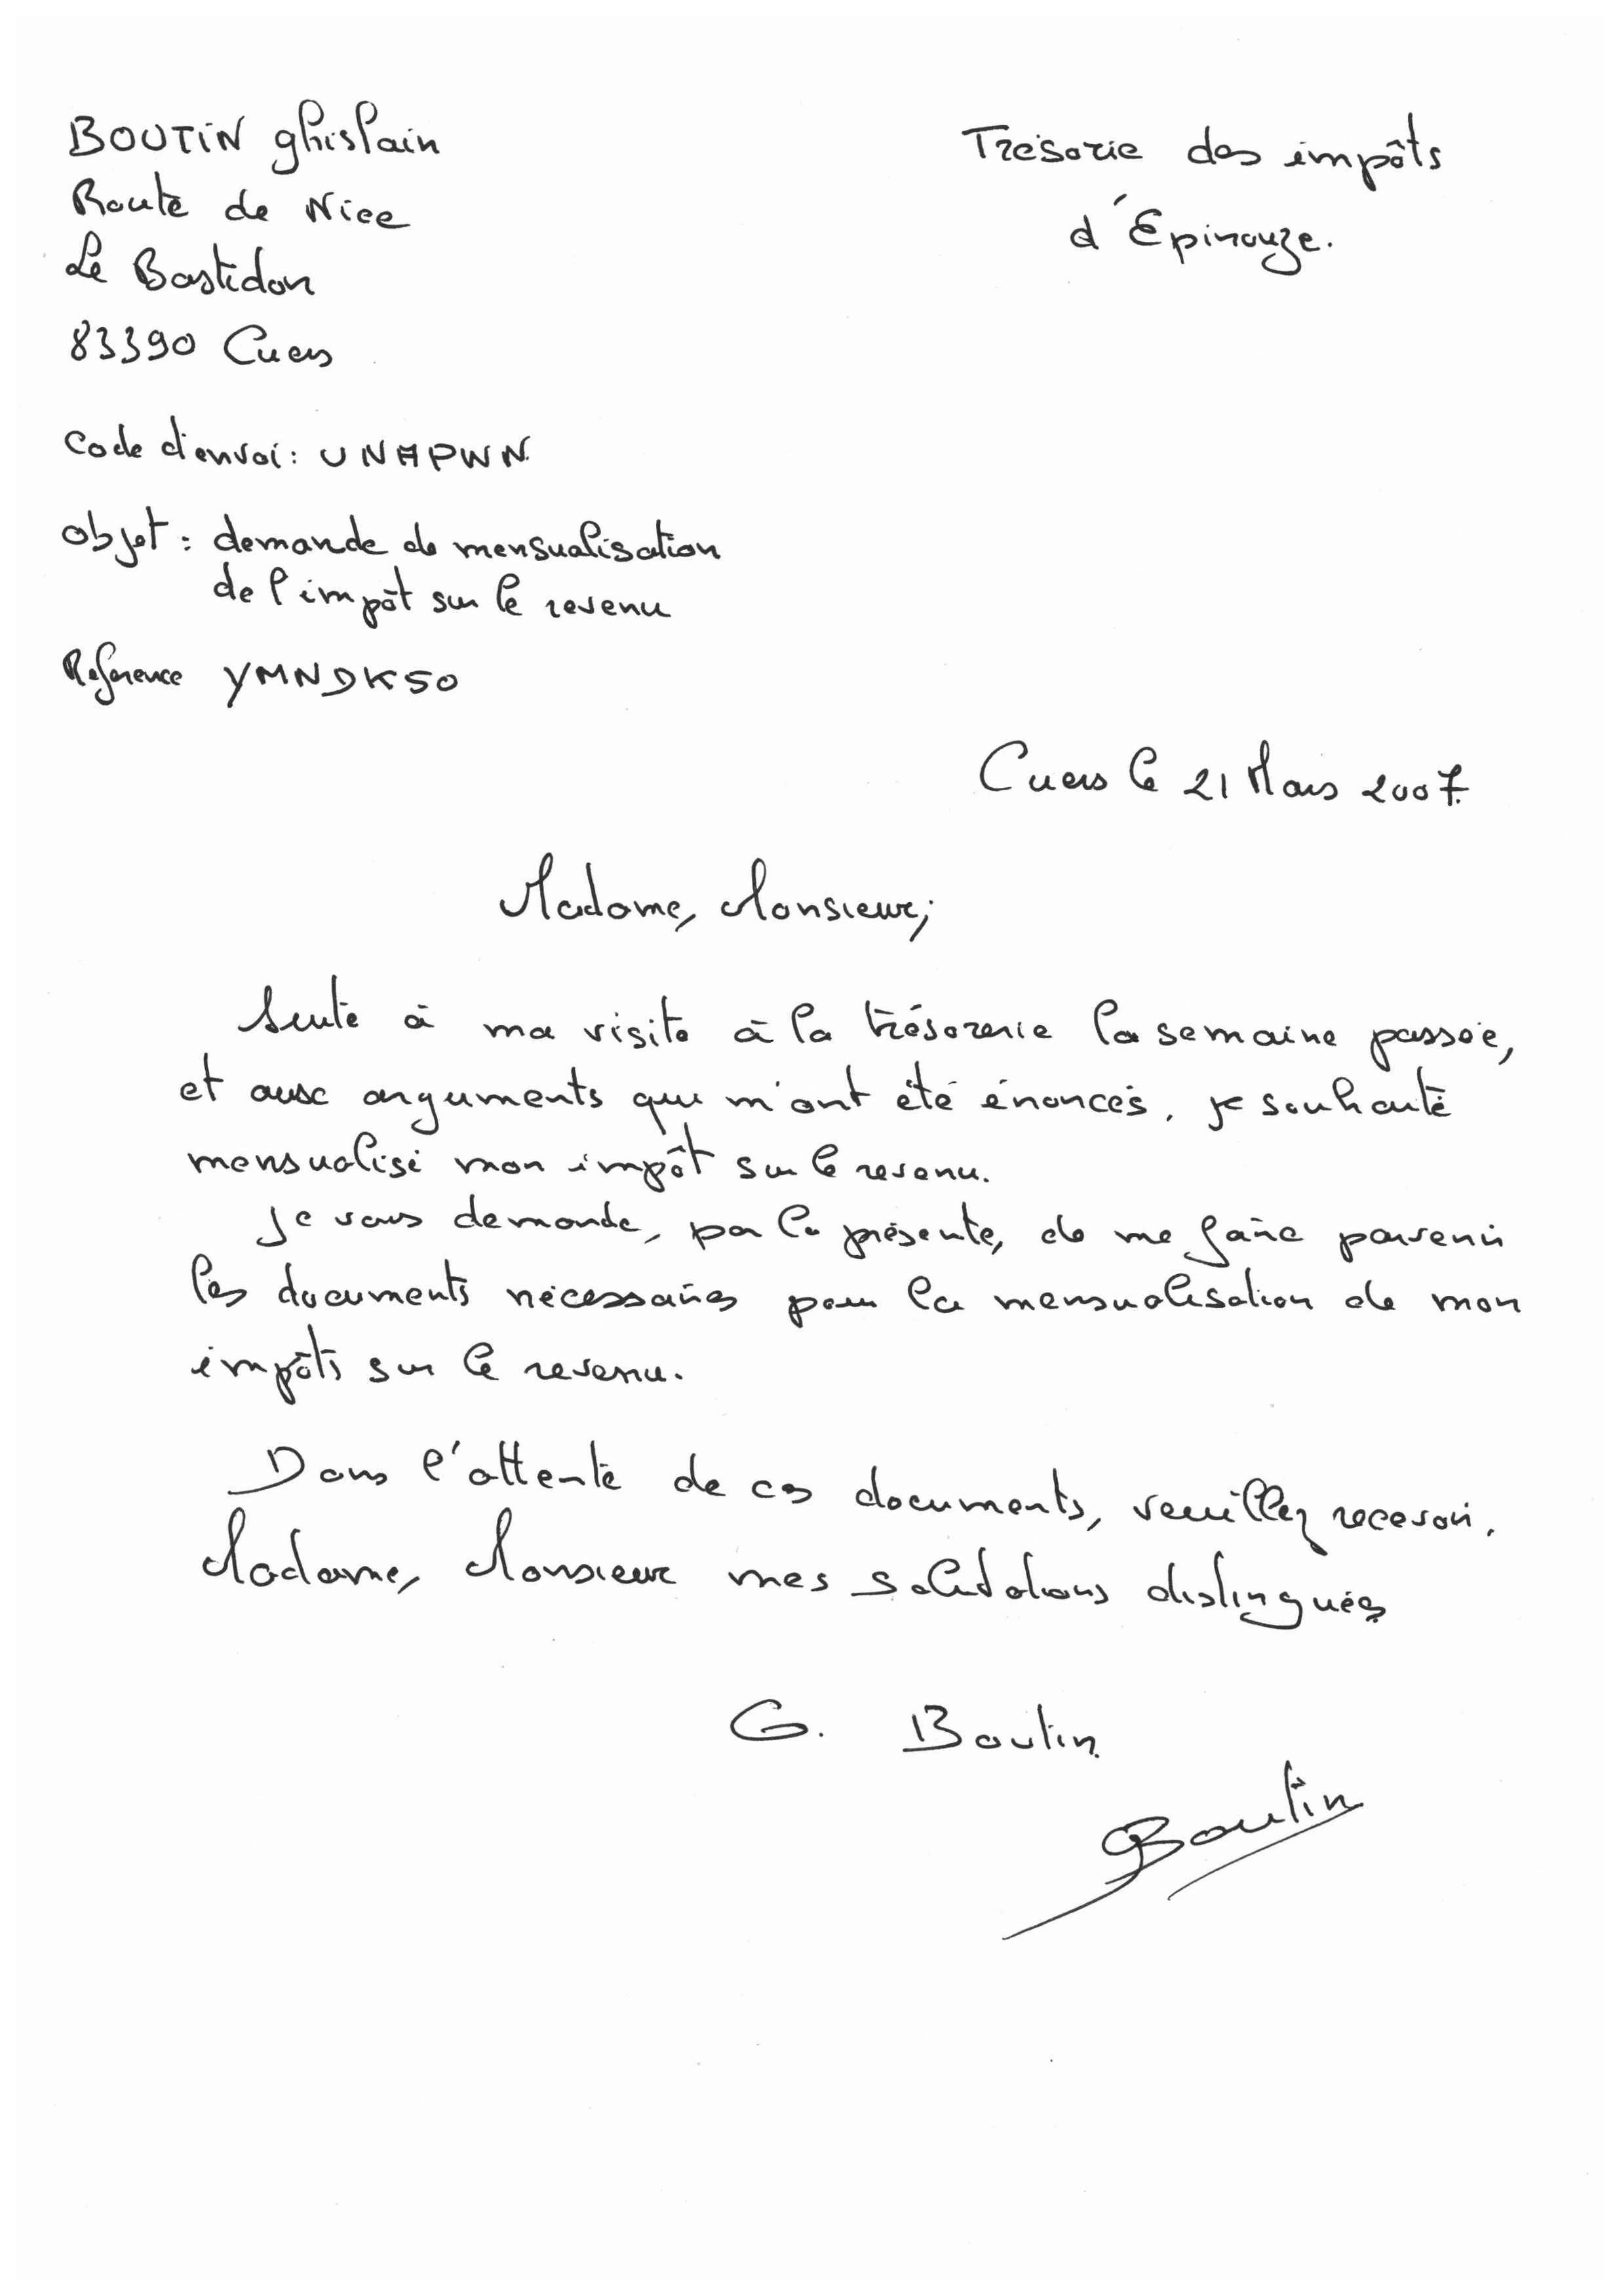 BOUTIN ghislain
Route de Nice
Le Bastidon
83390 Cuers
Trésorie des impôts
d'Epinouze.
Code d'envoi : UNAPWN
Objet : demande de mensualisation
de l'impôt sur le revenu
Référence YMNDK50
Cuers le 21 Mars 2007.
Madame, Monsieur,
Suite à ma visite à la trésorerie la semaine passée,
et aux arguments qui m'ont été énoncés, je souhaite
mensualisé mon impôt sur le revenu.
Je vous demande, par la présente, de me faire parvenir
les documents nécessaires pour la mensualisation de mon
impôts sur le revenu.
Dans l'attente de ces documents, veuillez recevoir,
Madame, Monsieur mes salutations distinguées
G. Boutin
Boutin